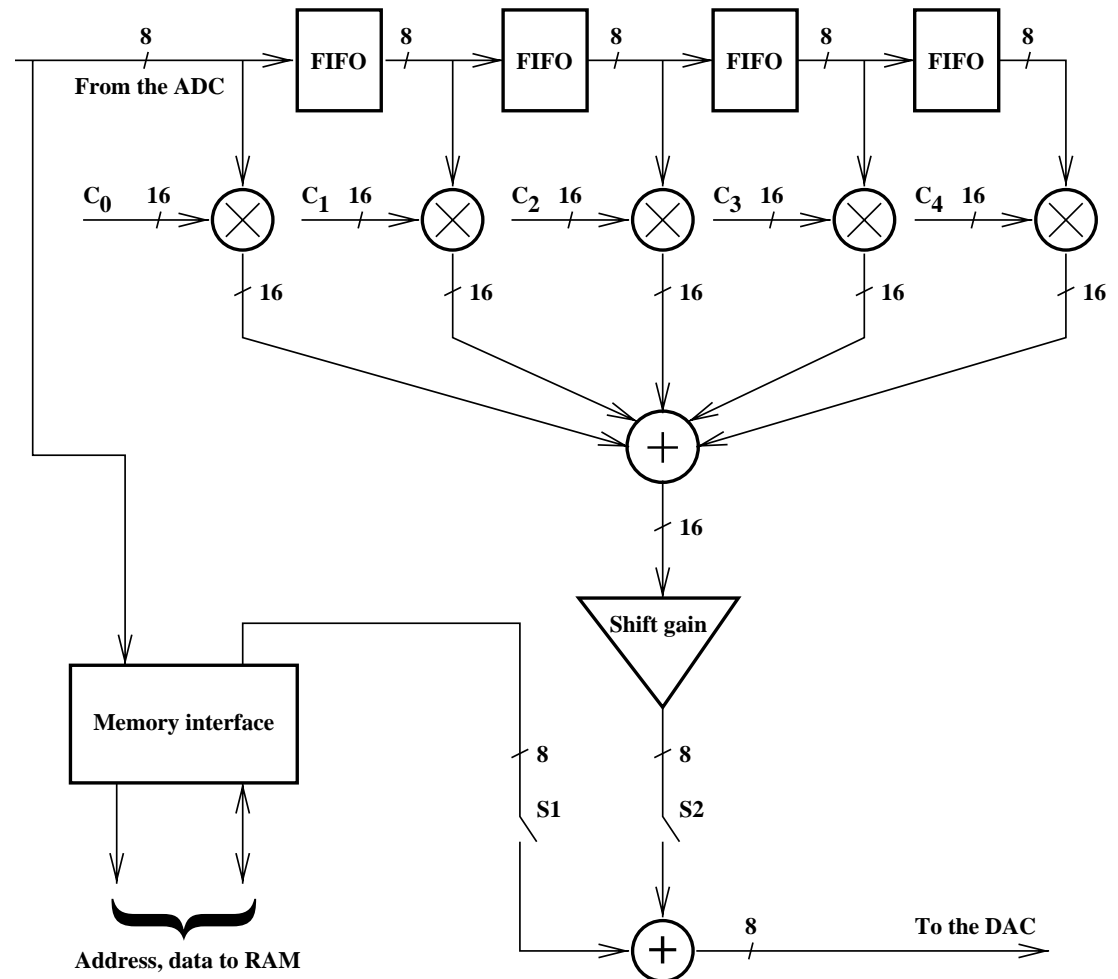 8 8 8 8 8
FIFO FIFO FIFO FIFO
From the ADC
C0 16 C1 16 C2 16 C3 16 C4 16
16 16 16 16 16
+
16
Shift gain
Memory interface
8 8
S1 S2
8 To the DAC
+
Address, data to RAM